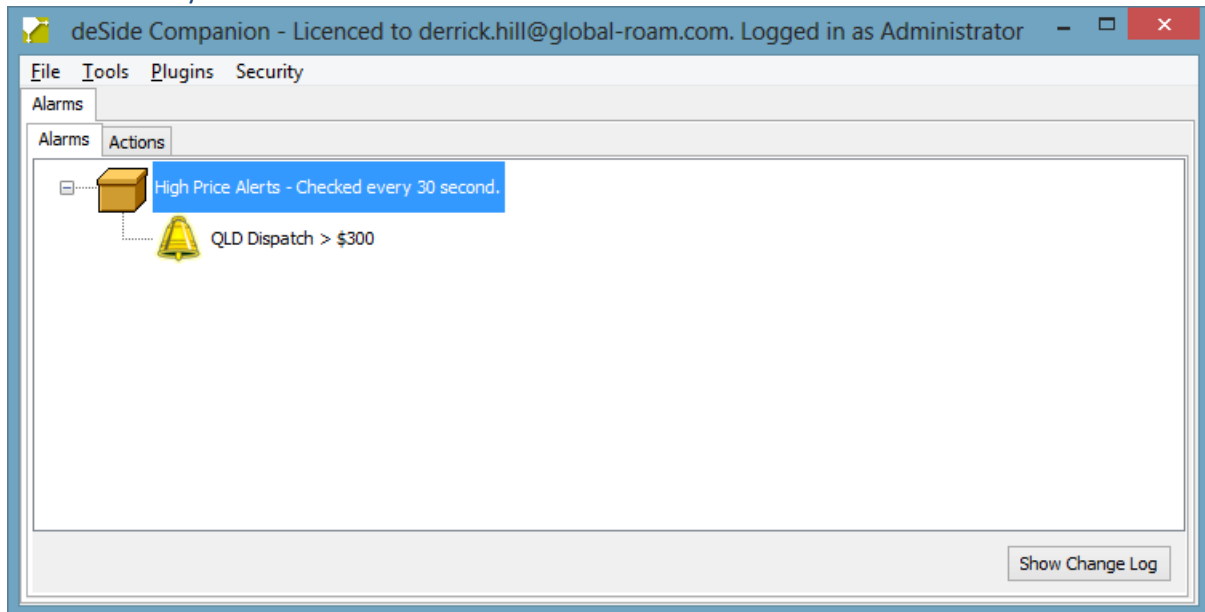 deSide Companion - Licenced to derrick.hill@global-roam.com. Logged in as Administrator
File Tools Plugins Security
Alarms
Alarms Actions
High Price Alerts - Checked every 30 second.
QLD Dispatch > $300
Show Change Log